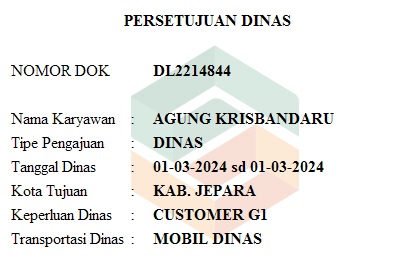 PERSETUJUAN DINAS
NOMOR DOK DL2214844
Nama Karyawan : AGUNG KRISBANDARU
Tipe Pengajuan : DINAS
Tanggal Dinas : 01-03-2024 sd 01-03-2024
Kota Tujuan : KAB. JEPARA
Keperluan Dinas : CUSTOMER G1
Transportasi Dinas : MOBIL DINAS